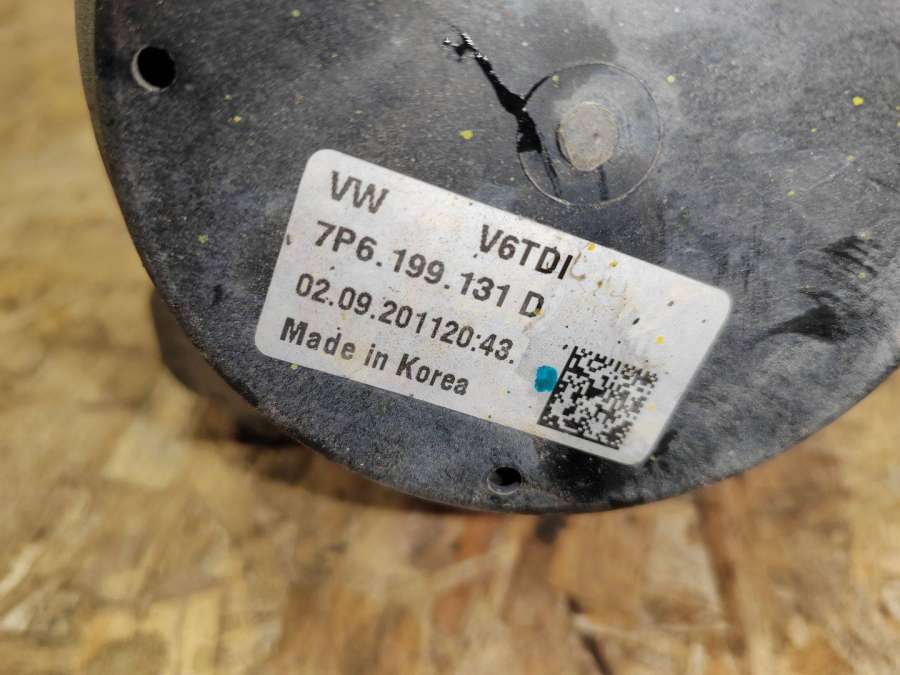 VW
V6TDI
7P6.199.131 D
02.09.201120:43.
Made in Korea